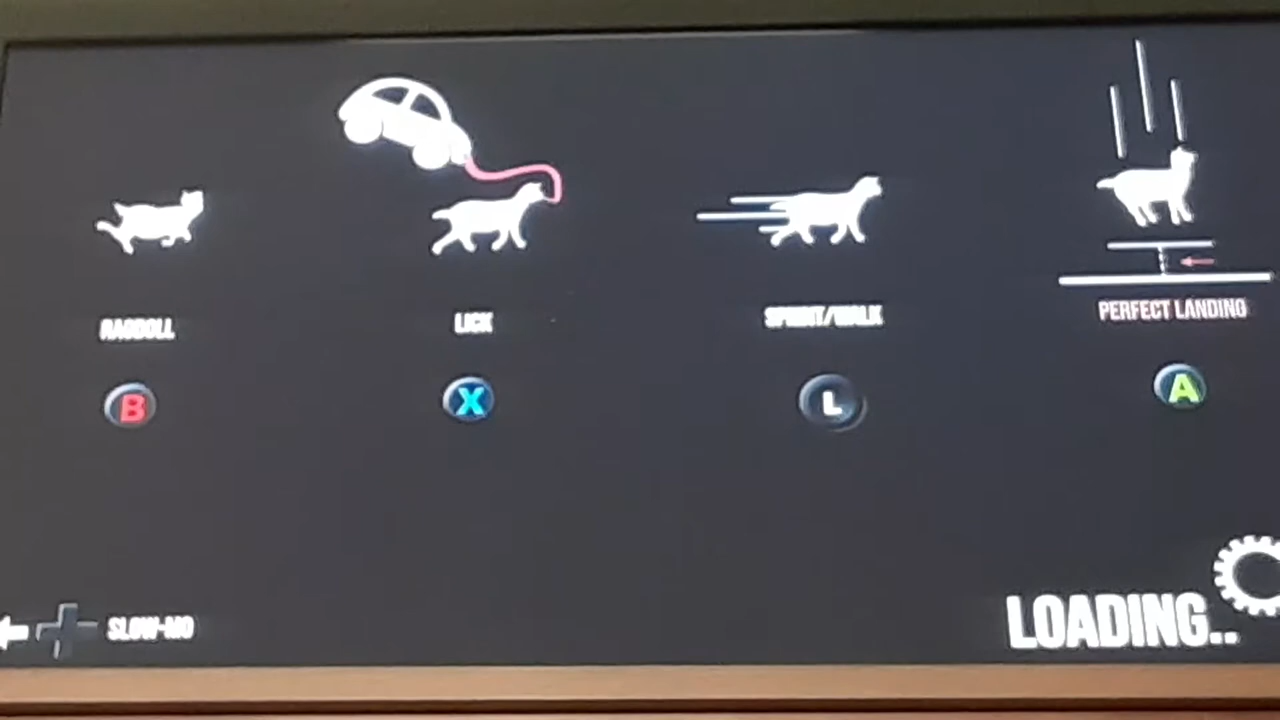 RAGDOLL
LICK
SPRINT/WALK
PERFECT LANDING
B
X
L
A
SLOW-MO
LOADING..